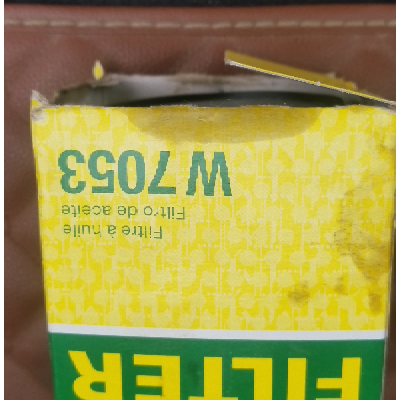 FILTER
Filtre à huile
Filtro de aceite
W 7053